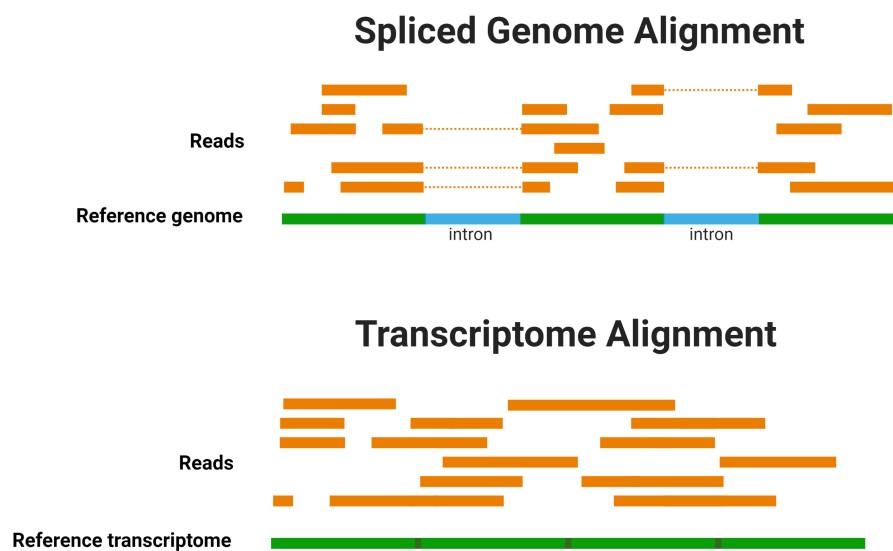 Spliced Genome Alignment
Reads
Reference genome
intron intron
Transcriptome Alignment
Reads
Reference transcriptome